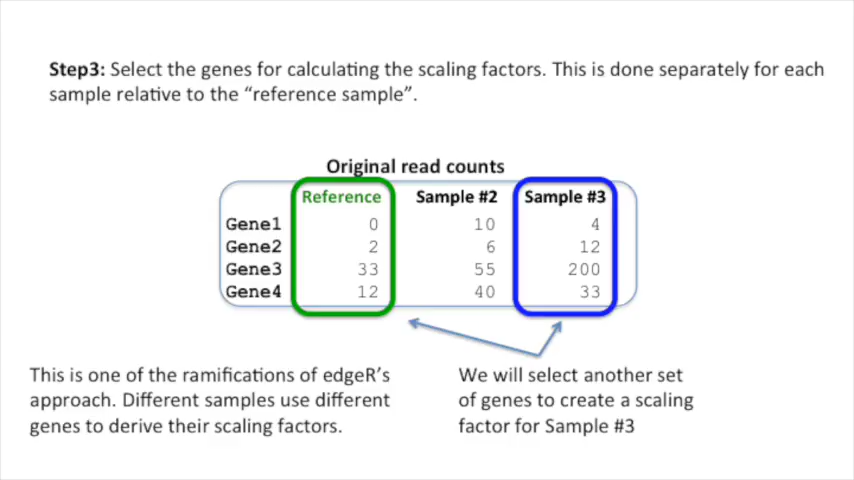 Step3: Select the genes for calculating the scaling factors. This is done separately for each
sample relative to the “reference sample”.
Original read counts
Reference Sample #2 Sample #3
Gene1 0 10 4
Gene2 2 6 12
Gene3 33 55 200
Gene4 12 40 33
This is one of the ramifications of edgeR’s
approach. Different samples use different
genes to derive their scaling factors.
We will select another set
of genes to create a scaling
factor for Sample #3